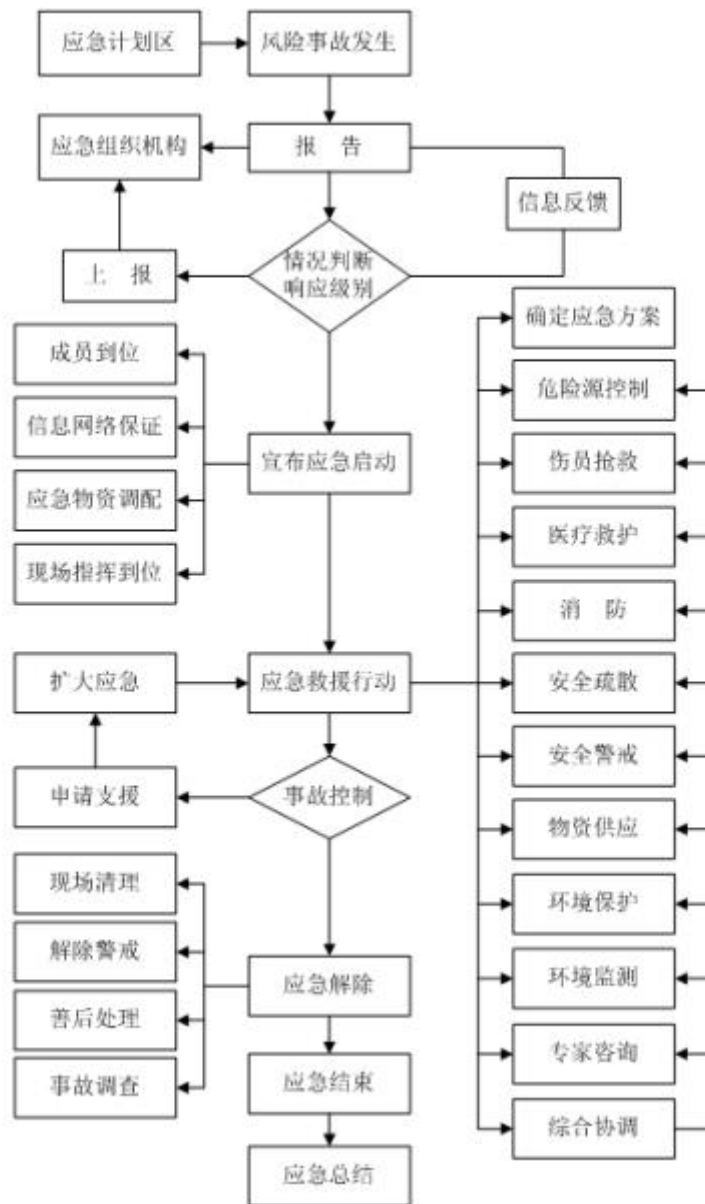 应急计划区
风险事故发生
应急组织机构
报 告
信息反馈
上 报
情况判断
响应级别
确定应急方案
成员到位
危险源控制
信息网络保证
宣布应急启动
伤员抢救
应急物资调配
医疗救护
现场指挥到位
消 防
扩大应急
应急救援行动
安全疏散
安全警戒
申请支援
事故控制
物资供应
现场清理
环境保护
解除警戒
应急解除
环境监测
善后处理
专家咨询
事故调查
应急结束
综合协调
应急总结